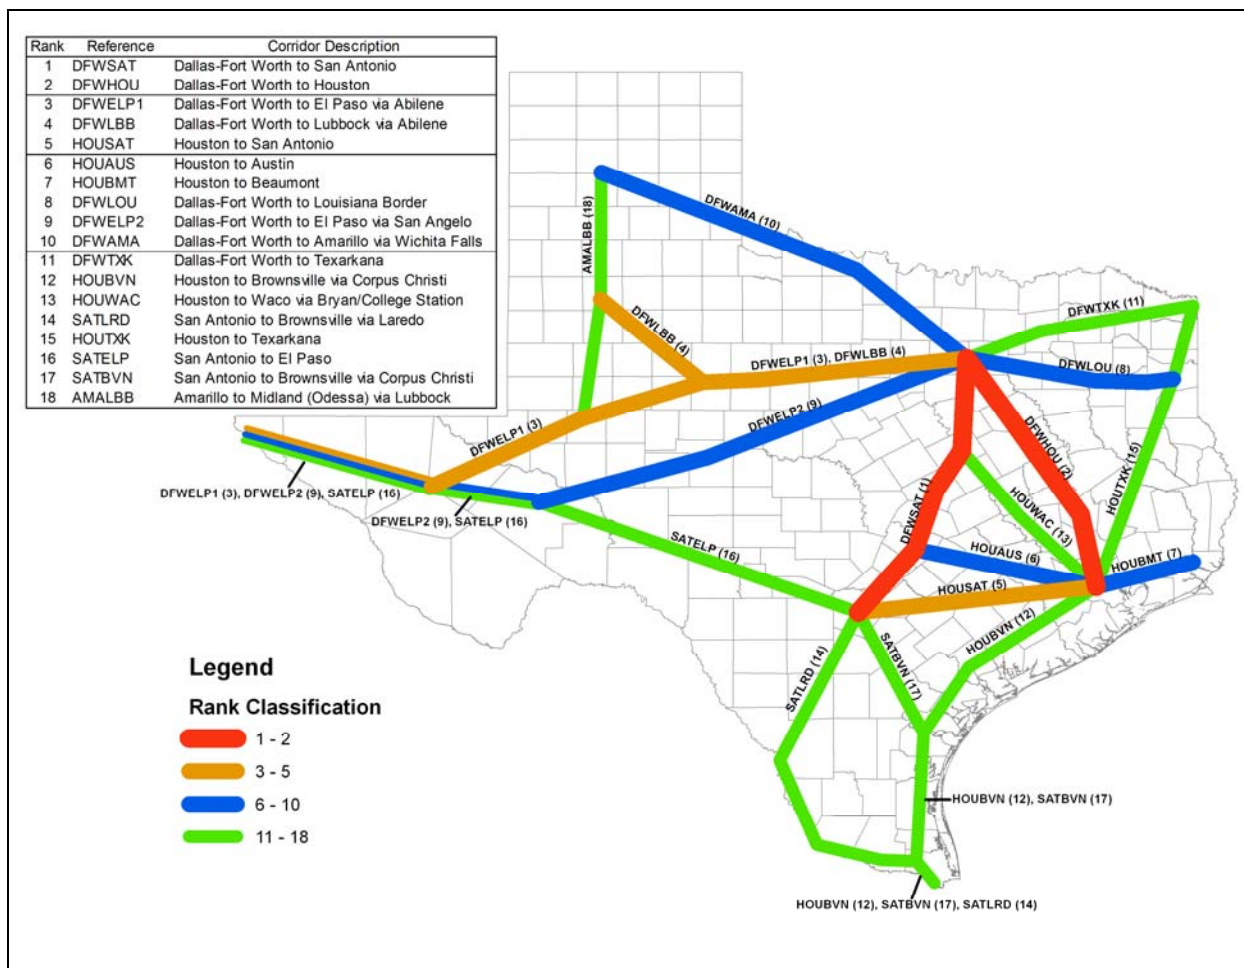 Rank Reference Corridor Description
1 DFWSAT Dallas-Fort Worth to San Antonio
2 DFWHOU Dallas-Fort Worth to Houston
3 DFWELP1 Dallas-Fort Worth to El Paso via Abilene
4 DFWLBB Dallas-Fort Worth to Lubbock via Abilene
5 HOUSAT Houston to San Antonio
6 HOUAUS Houston to Austin
7 HOUBMT Houston to Beaumont
8 DFWLOU Dallas-Fort Worth to Louisiana Border
9 DFWELP2 Dallas-Fort Worth to El Paso via San Angelo
10 DFWAMA Dallas-Fort Worth to Amarillo via Wichita Falls
11 DFWTXK Dallas-Fort Worth to Texarkana
12 HOUBVN Houston to Brownsville via Corpus Christi
13 HOUWAC Houston to Waco via Bryan/College Station
14 SATLRD San Antonio to Brownsville via Laredo
15 HOUTXK Houston to Texarkana
16 SATELP San Antonio to El Paso
17 SATBVN San Antonio to Brownsville via Corpus Christi
18 AMALBB Amarillo to Midland (Odessa) via Lubbock
DFWAMA (10)
AMALBB (18)
DFWLBB (4)
DFWTXK (11)
DFWELP1 (3), DFWLBB (4)
DFWLOU (8)
DFWELP2 (9)
DFWELP1 (3)
DFWHOU (2)
HOUTXK (15)
DFWELP1 (3), DFWELP2 (9), SATELP (16)
DFWELP2 (9), SATELP (16)
DFWSAT (1)
HOUWAC (13)
SATELP (16)
HOUAUS (6)
HOUBMT (7)
HOUSAT (5)
HOUBVN (12)
SATLRD (14)
SATBVN (17)
Legend
Rank Classification
1 - 2
3 - 5
6 - 10
11 - 18
HOUBVN (12), SATBVN (17)
HOUBVN (12), SATBVN (17), SATLRD (14)